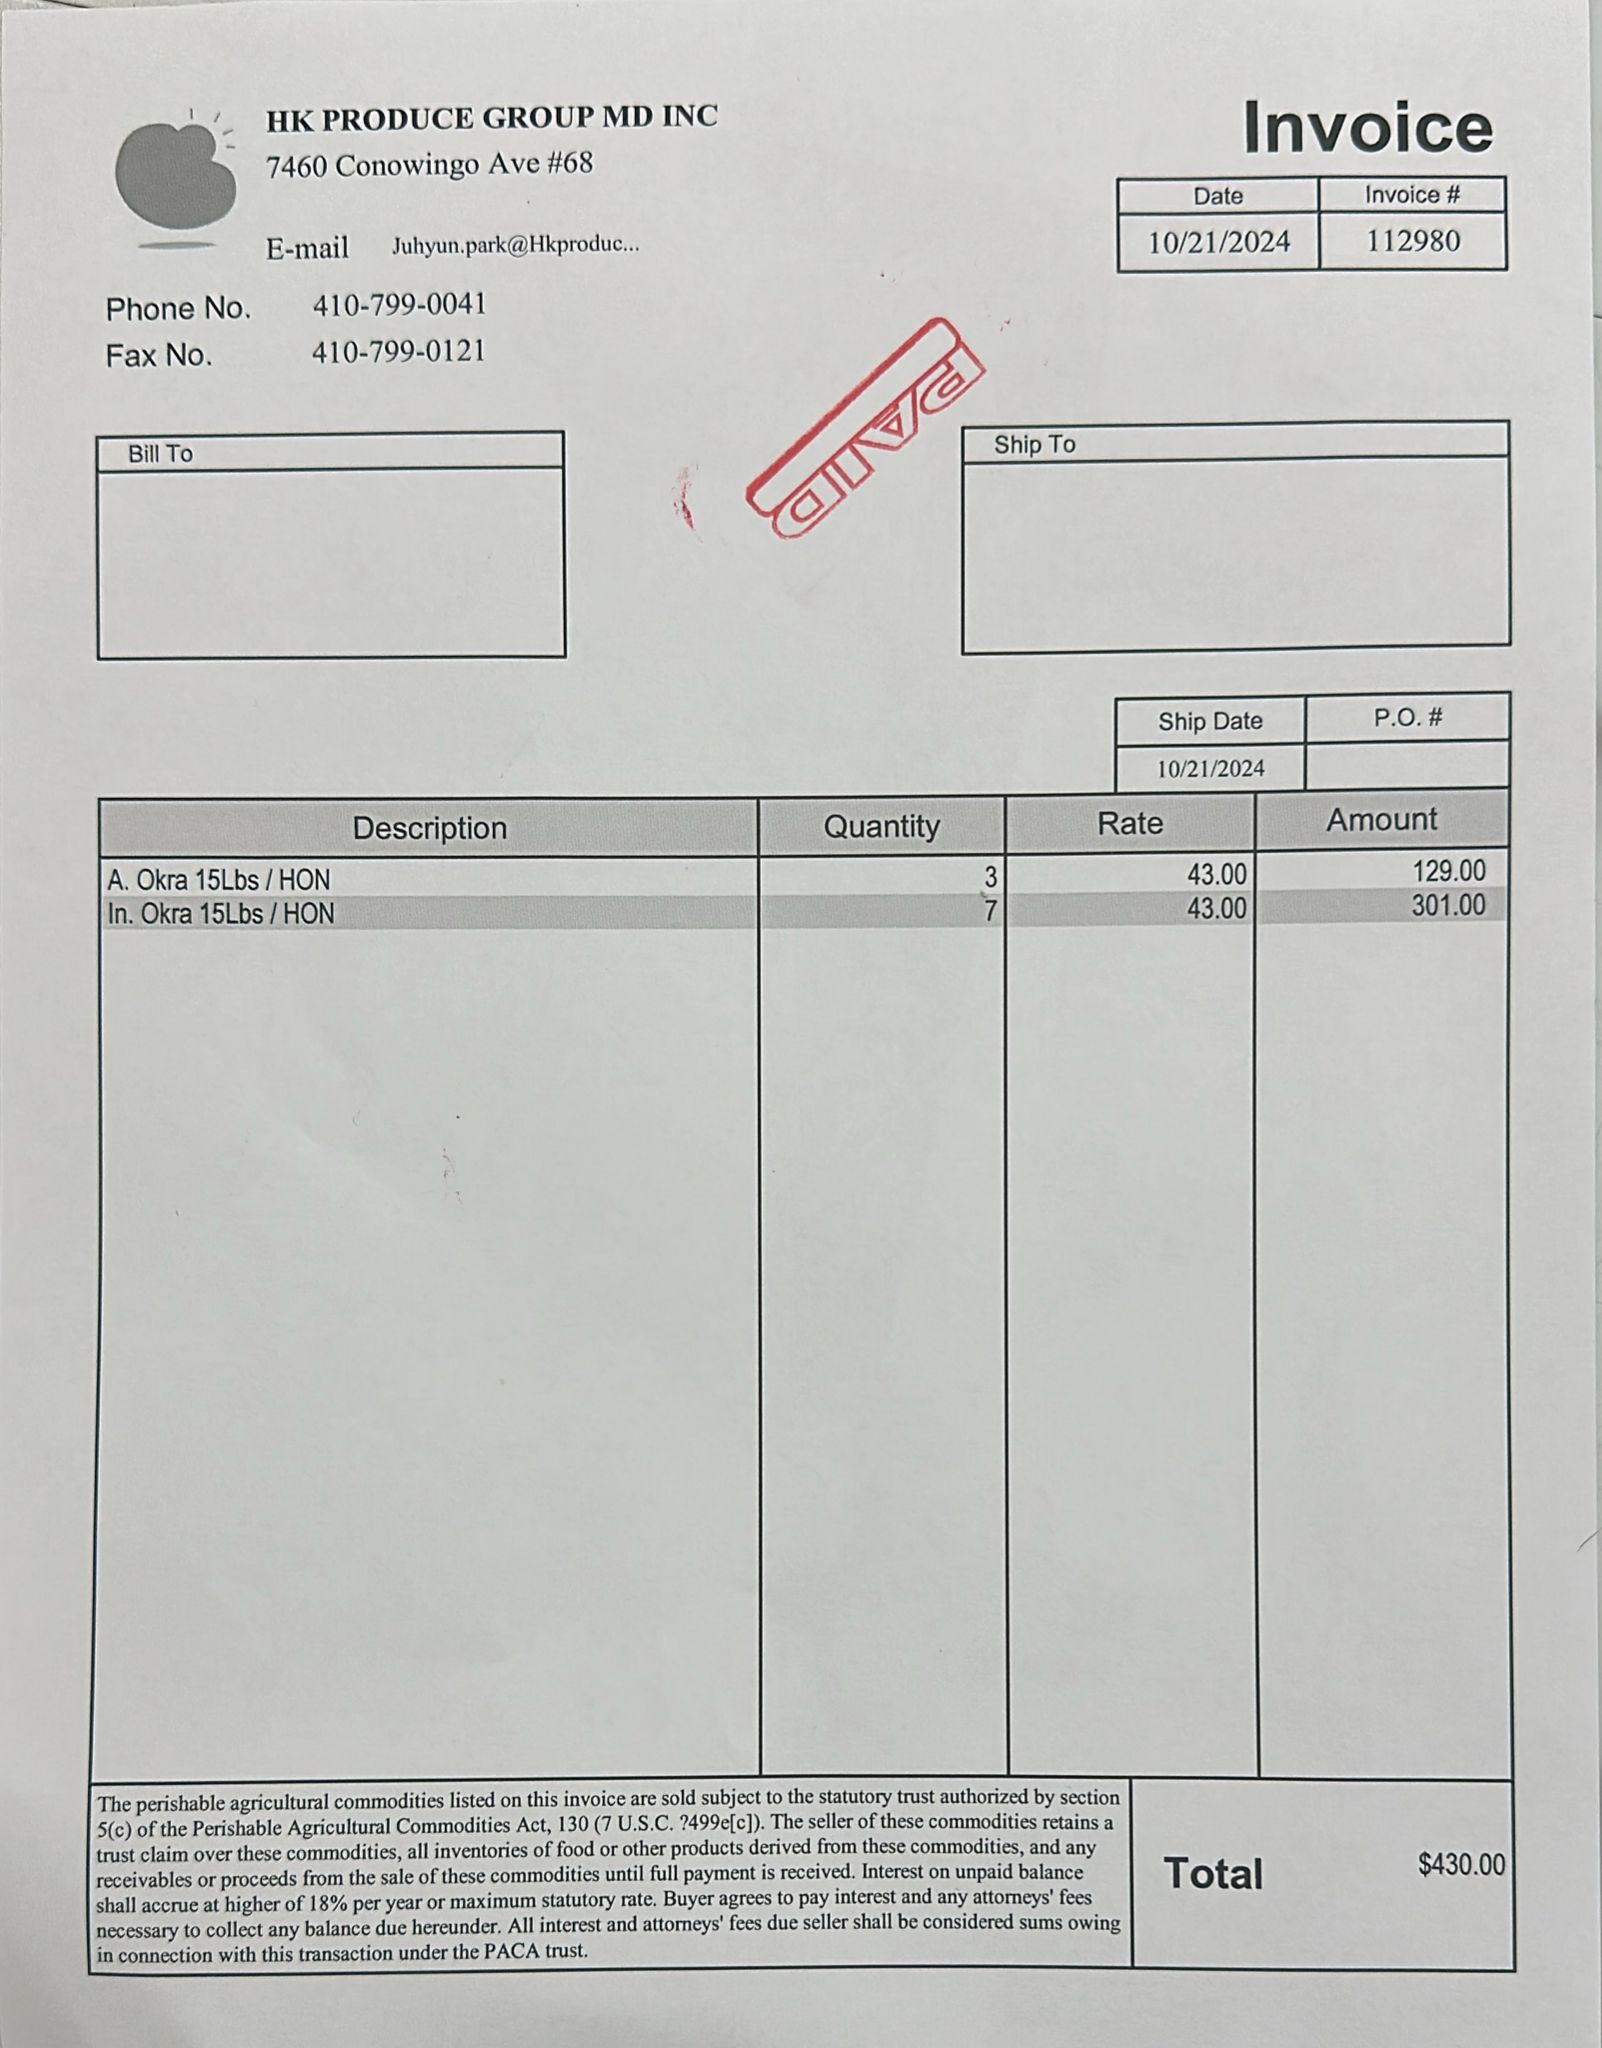 HK PRODUCE GROUP MD INC
7460 Conowingo Ave #68
E-mail Juhyun.park@Hkproduc...
Phone No. 410-799-0041
Fax No. 410-799-0121
Invoice
Date Invoice #
10/21/2024 112980
PAID
Bill To
Ship To
Ship Date P.O. #
10/21/2024
Description Quantity Rate Amount
A. Okra 15Lbs / HON 3 43.00 129.00
In. Okra 15Lbs / HON 7 43.00 301.00
The perishable agricultural commodities listed on this invoice are sold subject to the statutory trust authorized by section
5(c) of the Perishable Agricultural Commodities Act, 130 (7 U.S.C. ?499e[c]). The seller of these commodities retains a
trust claim over these commodities, all inventories of food or other products derived from these commodities, and any
receivables or proceeds from the sale of these commodities until full payment is received. Interest on unpaid balance
shall accrue at higher of 18% per year or maximum statutory rate. Buyer agrees to pay interest and any attorneys' fees
necessary to collect any balance due hereunder. All interest and attorneys' fees due seller shall be considered sums owing
in connection with this transaction under the PACA trust.
Total $430.00